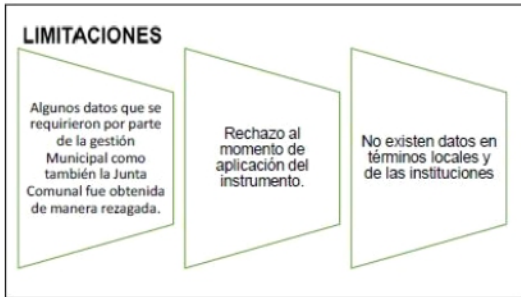 LIMITACIONES
Algunos datos que se
requirieron por parte
de la gestión
Municipal como
también la Junta
Comunal fue obtenida
de manera rezagada.
Rechazo al
momento de
aplicación del
instrumento.
No existen datos en
términos locales y
de las instituciones